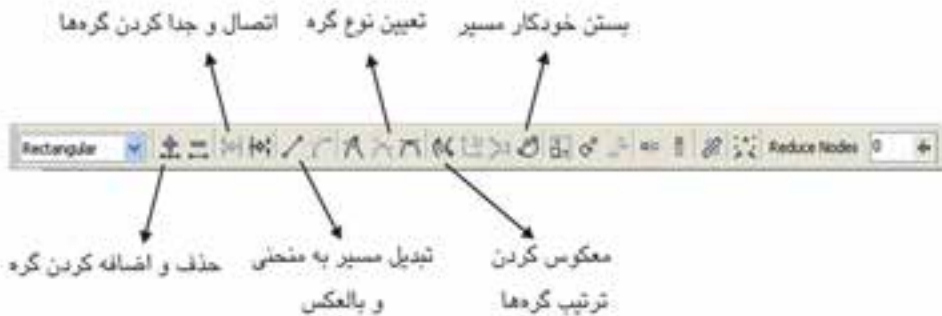 اتصال و جدا کردن گره‌ها
تعیین نوع گره
بستن خودکار مسیر
Rectangular
Reduce Nodes 0
حذف و اضافه کردن گره
تبدیل مسیر به منحنی
و بالعکس
معکوس کردن
ترتیب گره‌ها